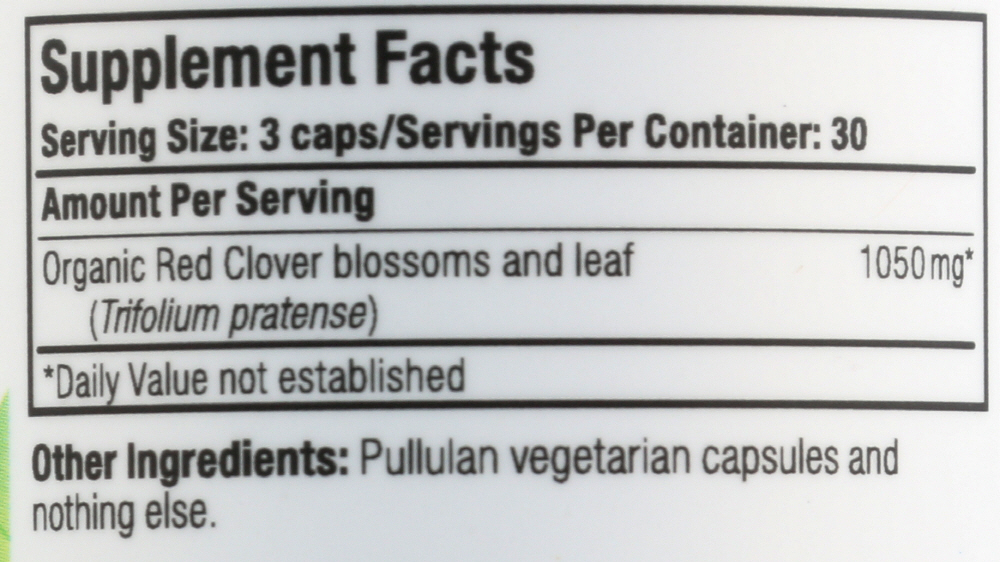 Supplement Facts
Serving Size: 3 caps/Servings Per Container: 30
Amount Per Serving
Organic Red Clover blossoms and leaf 1050mg*
(Trifolium pratense)
*Daily Value not established
Other Ingredients: Pullulan vegetarian capsules and
nothing else.